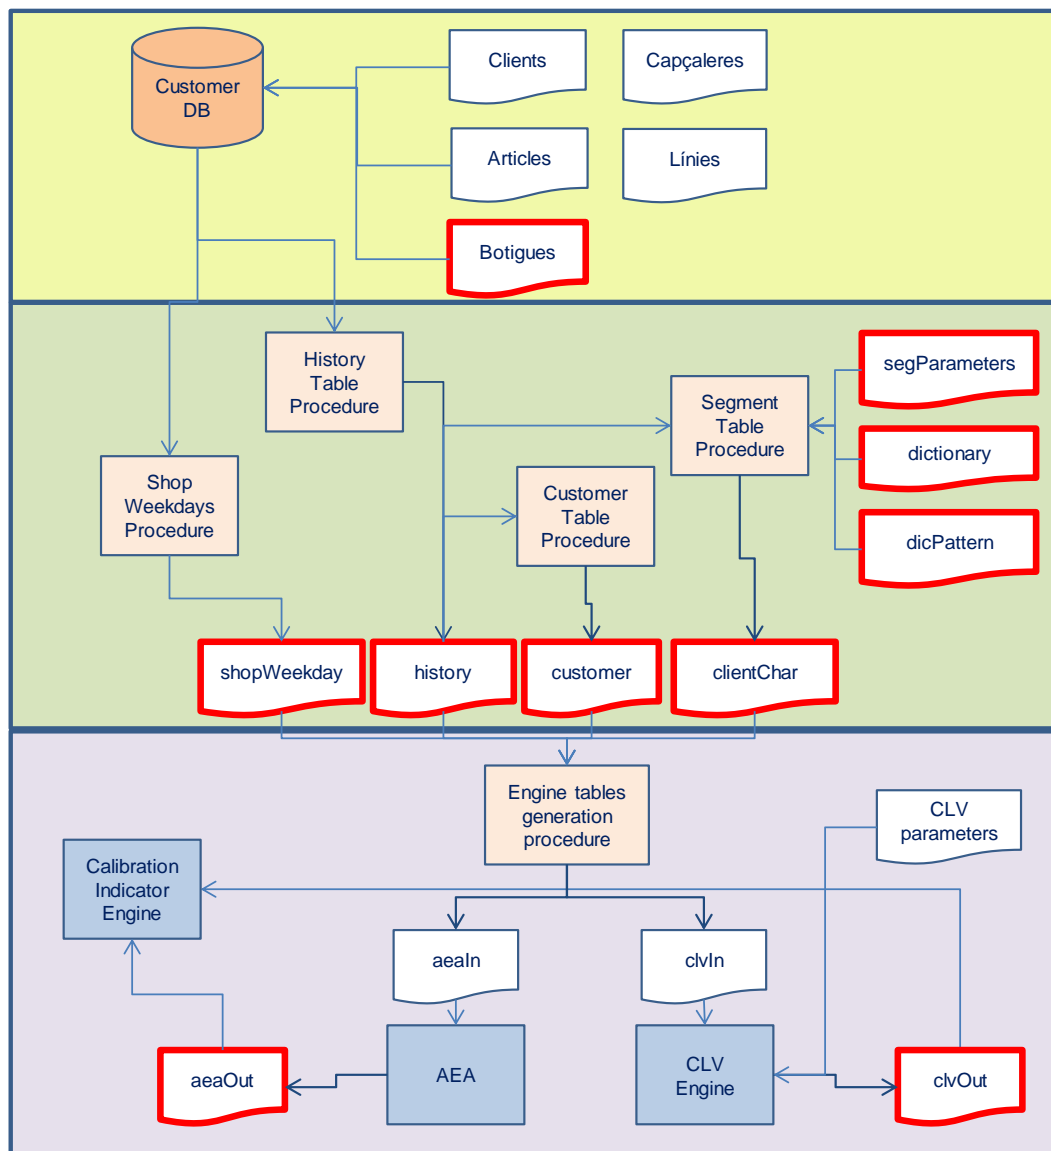 Customer
DB
Clients
Capçaleres
Articles
Línies
Botigues
History
Table
Procedure
segParameters
Segment
Table
Procedure
dictionary
Shop
Weekdays
Procedure
Customer
Table
Procedure
dicPattern
shopWeekday
history
customer
clientChar
Engine tables
generation
procedure
CLV
parameters
Calibration
Indicator
Engine
aeaIn
clvIn
aeaOut
AEA
CLV
Engine
clvOut